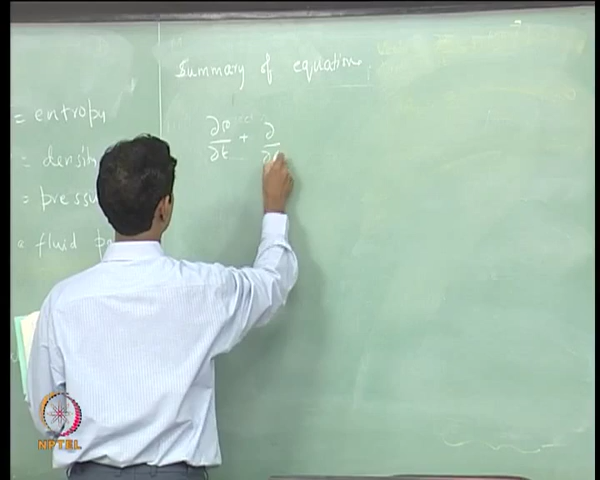 = entropy
= density
= pressu
= fluid
Summary of equation
∂ρ/∂t + ∂/∂
NPTEL